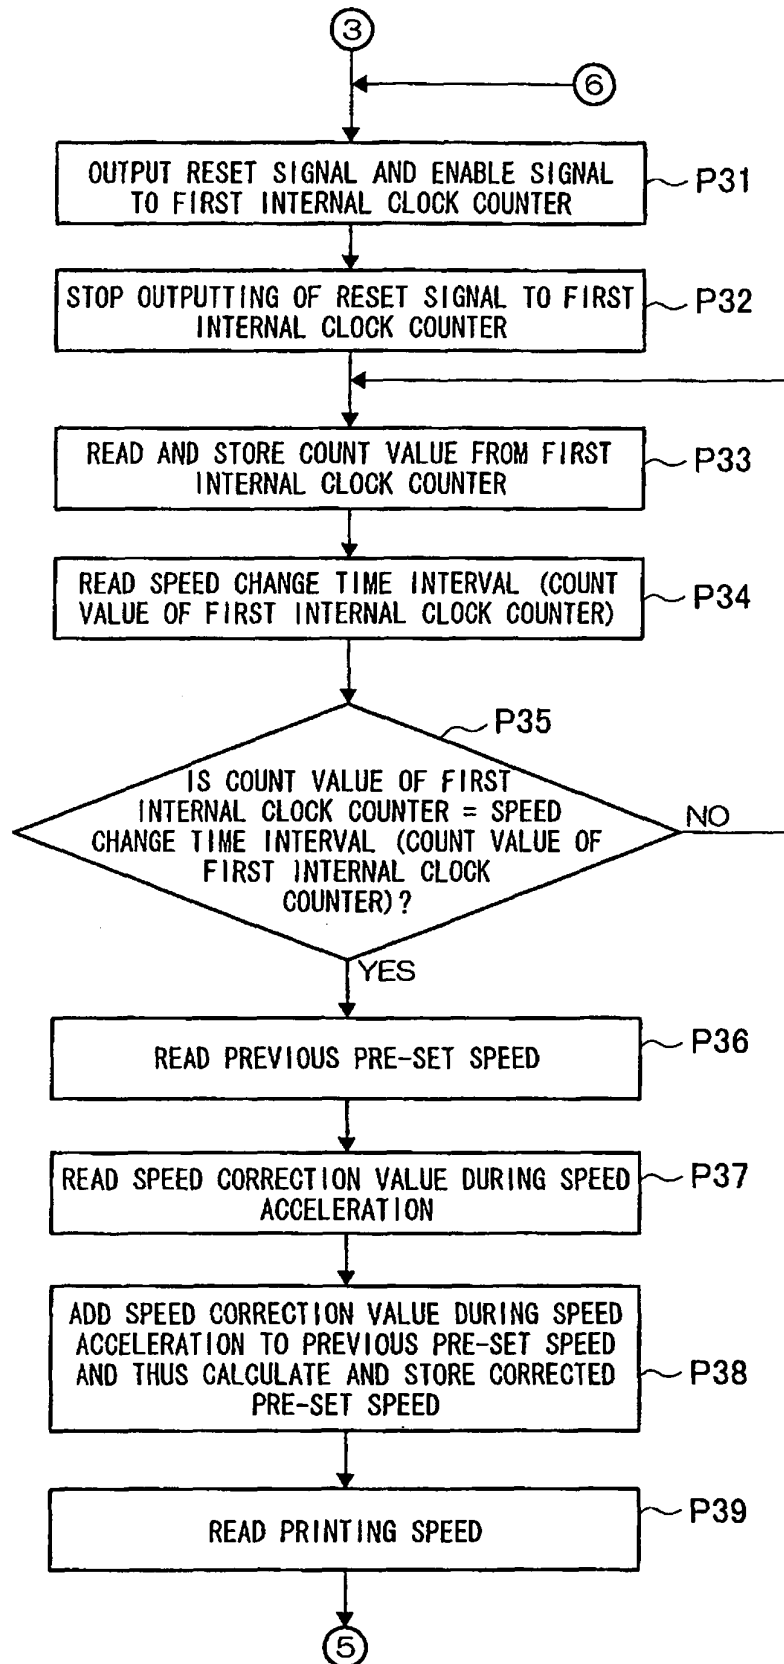 3
6
OUTPUT RESET SIGNAL AND ENABLE SIGNAL
TO FIRST INTERNAL CLOCK COUNTER
P31
STOP OUTPUTTING OF RESET SIGNAL TO FIRST
INTERNAL CLOCK COUNTER
P32
READ AND STORE COUNT VALUE FROM FIRST
INTERNAL CLOCK COUNTER
P33
READ SPEED CHANGE TIME INTERVAL (COUNT
VALUE OF FIRST INTERNAL CLOCK COUNTER)
P34
P35
IS COUNT VALUE OF FIRST
INTERNAL CLOCK COUNTER = SPEED
CHANGE TIME INTERVAL (COUNT VALUE OF
FIRST INTERNAL CLOCK
COUNTER)?
NO
YES
READ PREVIOUS PRE-SET SPEED
P36
READ SPEED CORRECTION VALUE DURING SPEED
ACCELERATION
P37
ADD SPEED CORRECTION VALUE DURING SPEED
ACCELERATION TO PREVIOUS PRE-SET SPEED
AND THUS CALCULATE AND STORE CORRECTED
PRE-SET SPEED
P38
READ PRINTING SPEED
P39
5